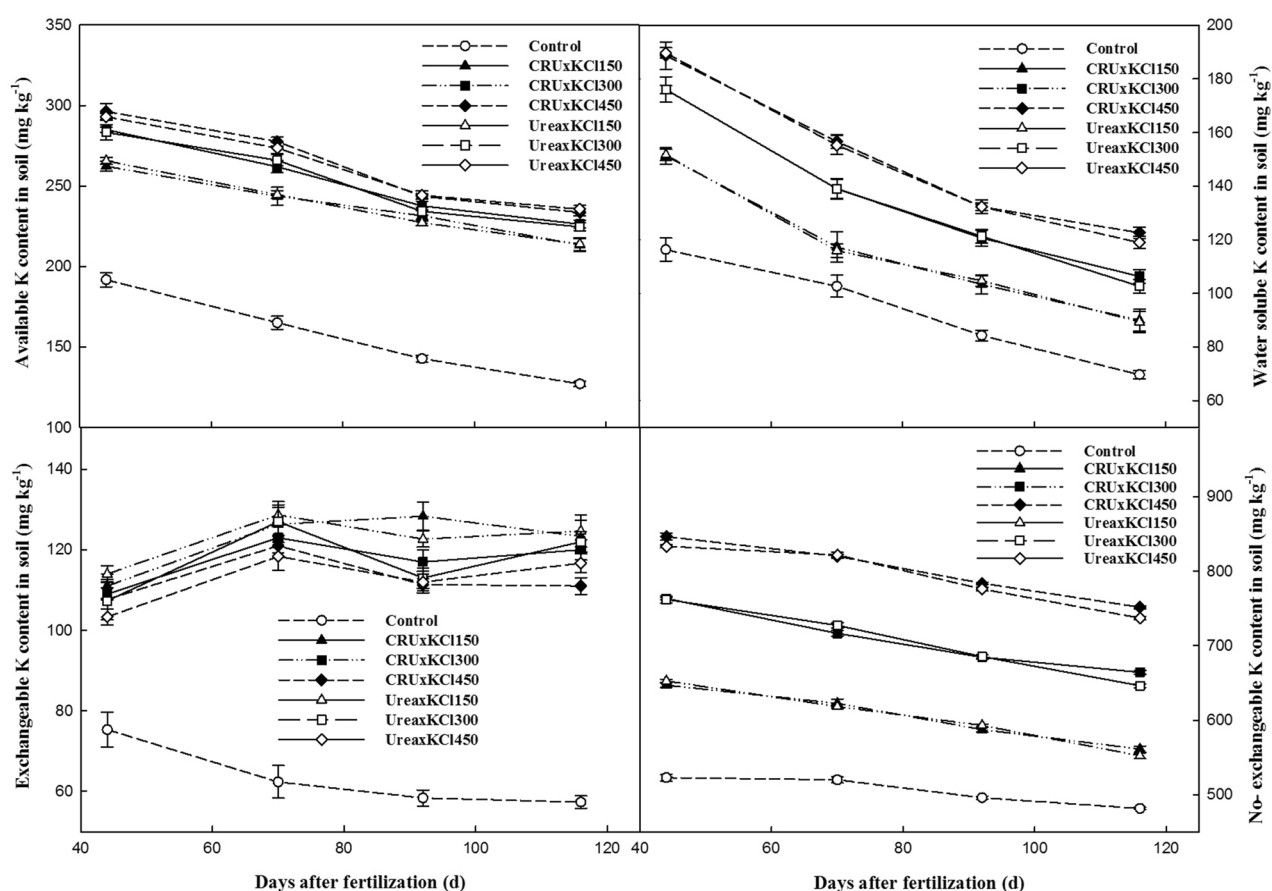 Available K content in soil (mg kg-1)
350
300
250
200
150
100
Control
CRUxKCl150
CRUxKCl300
CRUxKCl450
UreaxKCl150
UreaxKCl300
UreaxKCl450
Control
CRUxKCl150
CRUxKCl300
CRUxKCl450
UreaxKCl150
UreaxKCl300
UreaxKCl450
200
180
160
140
120
100
80
60
Water solube K content in soil (mg kg-1)
Exchangeable K content in soil (mg kg-1)
140
120
100
80
60
Control
CRUxKCl150
CRUxKCl300
CRUxKCl450
UreaxKCl150
UreaxKCl300
UreaxKCl450
40 60 80 100 120
Days after fertilization (d)
Control
CRUxKCl150
CRUxKCl300
CRUxKCl450
UreaxKCl150
UreaxKCl300
UreaxKCl450
900
800
700
600
500
No- exchangeable K content in soil (mg kg-1)
60 80 100 120
Days after fertilization (d)